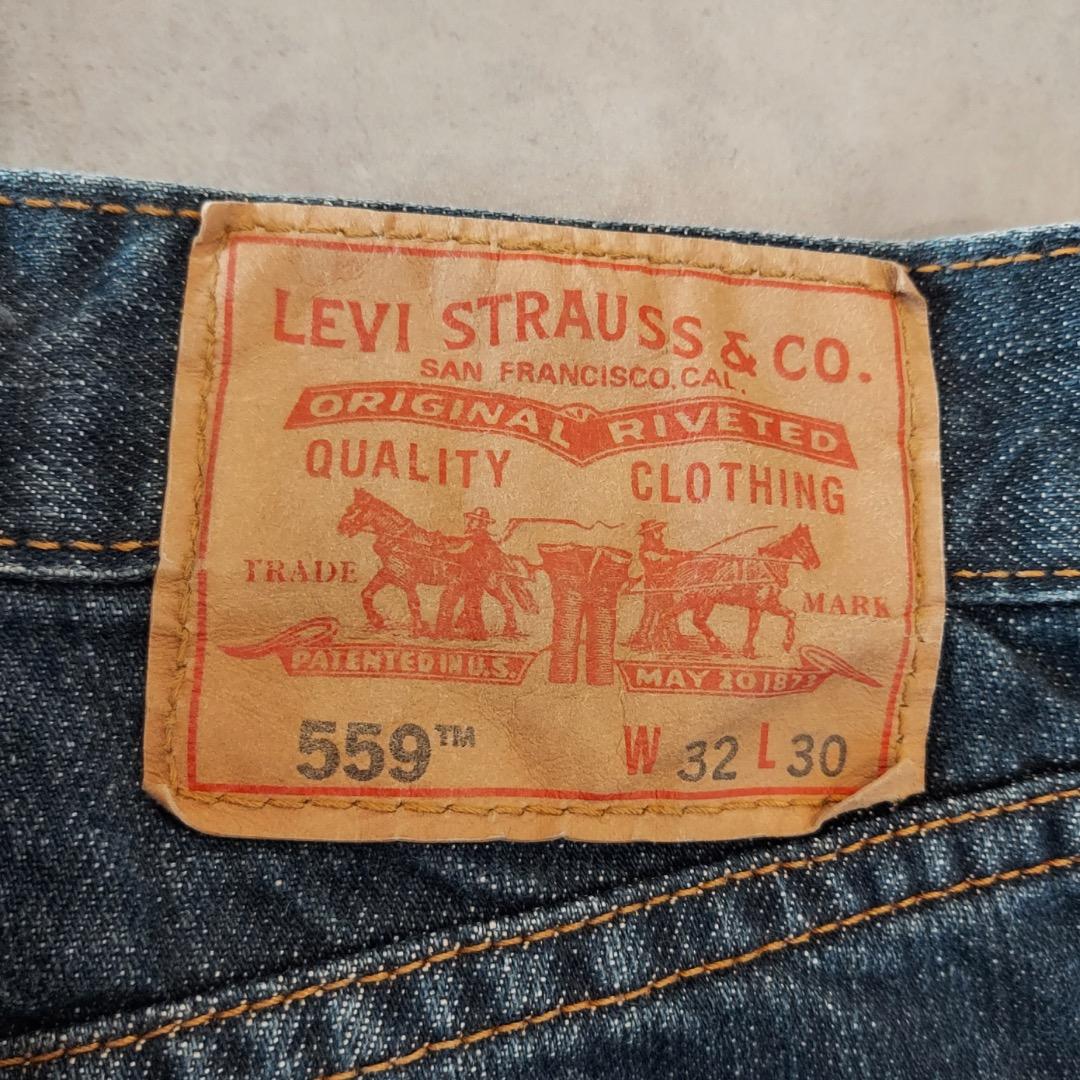 LEVI STRAUSS & CO.
SAN FRANCISCO, CAL.
ORIGINAL RIVETED
QUALITY CLOTHING
TRADE MARK
PATENTED IN U.S. MAY 20 1873
559™ W 32 L 30